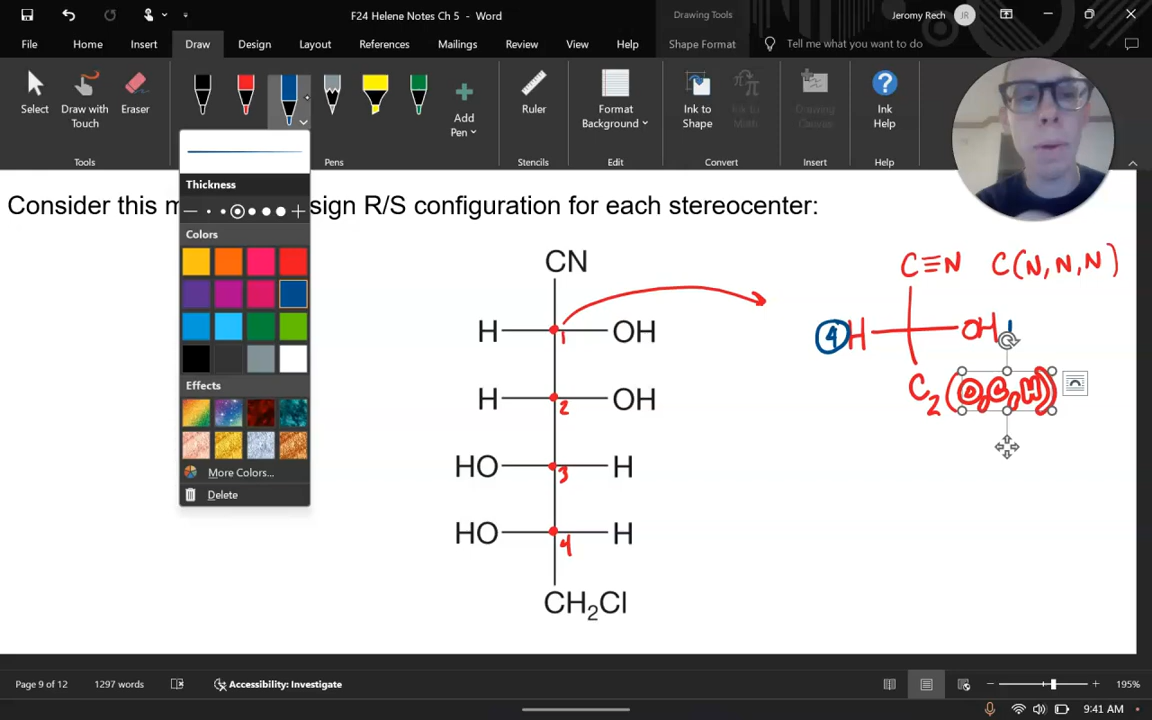 F24 Helene Notes Ch 5 - Word
Jeromy Rech
JR
File Home Insert Draw Design Layout References Mailings Review View Help Shape Format
Drawing Tools
Tell me what you want to do
Select
Draw with Touch
Eraser
Add Pen
Ruler
Format Background
Ink to Shape
Ink to Math
Drawing Canvas
Ink Help
Tools
Pens
Stencils
Edit
Convert
Insert
Help
Thickness
Colors
Effects
More Colors...
Delete
Consider this m sign R/S configuration for each stereocenter:
CN
H 1 OH
H 2 OH
HO 3 H
HO 4 H
CH2Cl
C≡N C(N,N,N)
4 H OH
C2(O,C,H)
Page 9 of 12 1297 words Accessibility: Investigate 195%
9:41 AM